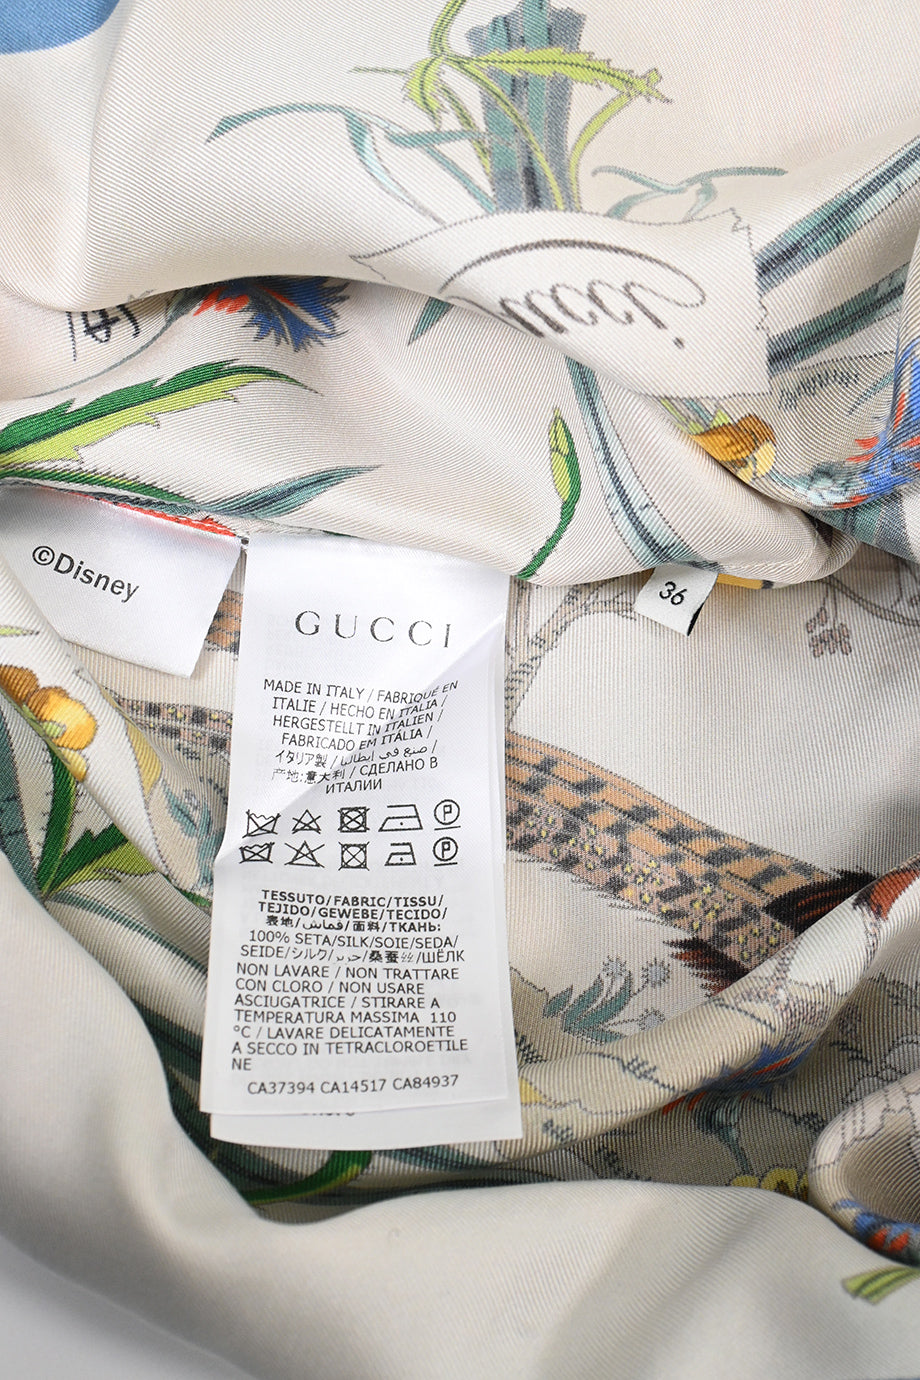 ucci
©Disney
36
GUCCI
MADE IN ITALY / FABRIQUÉ EN
ITALIE / HECHO EN ITALIA /
HERGESTELLT IN ITALIEN /
FABRICADO EM ITÁLIA /
イタリア製 / صنع في ايطاليا /
产地:意大利 / СДЕЛАНО В
ИТАЛИИ
P
P
TESSUTO/FABRIC/TISSU/
TEJIDO/GEWEBE/TECIDO/
表地/قماش/面料/ТКАНЬ:
100% SETA/SILK/SOIE/SEDA/
SEIDE/シルク/حرير/桑蚕丝/ШЁЛК
NON LAVARE / NON TRATTARE
CON CLORO / NON USARE
ASCIUGATRICE / STIRARE A
TEMPERATURA MASSIMA 110
°C / LAVARE DELICATAMENTE
A SECCO IN TETRACLOROETILE
NE
CA37394 CA14517 CA84937